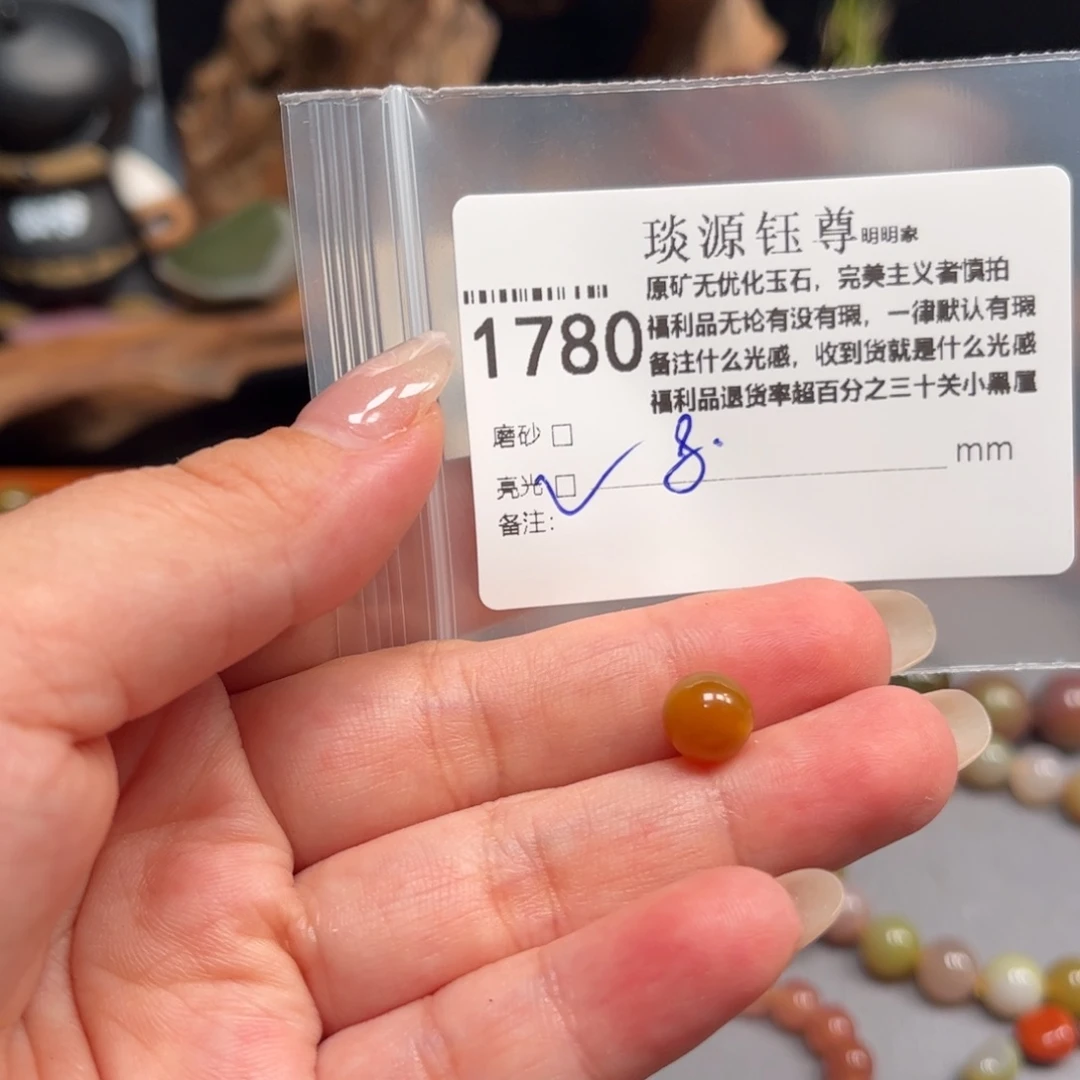 琰源钰尊明明家
原矿无优化玉石，完美主义者慎拍
1780
福利品无论有没有瑕，一律默认有瑕
备注什么光感，收到货就是什么光感
福利品退货率超百分之三十关小黑屋
磨砂 □
亮光 □ ✓ 8. mm
备注：